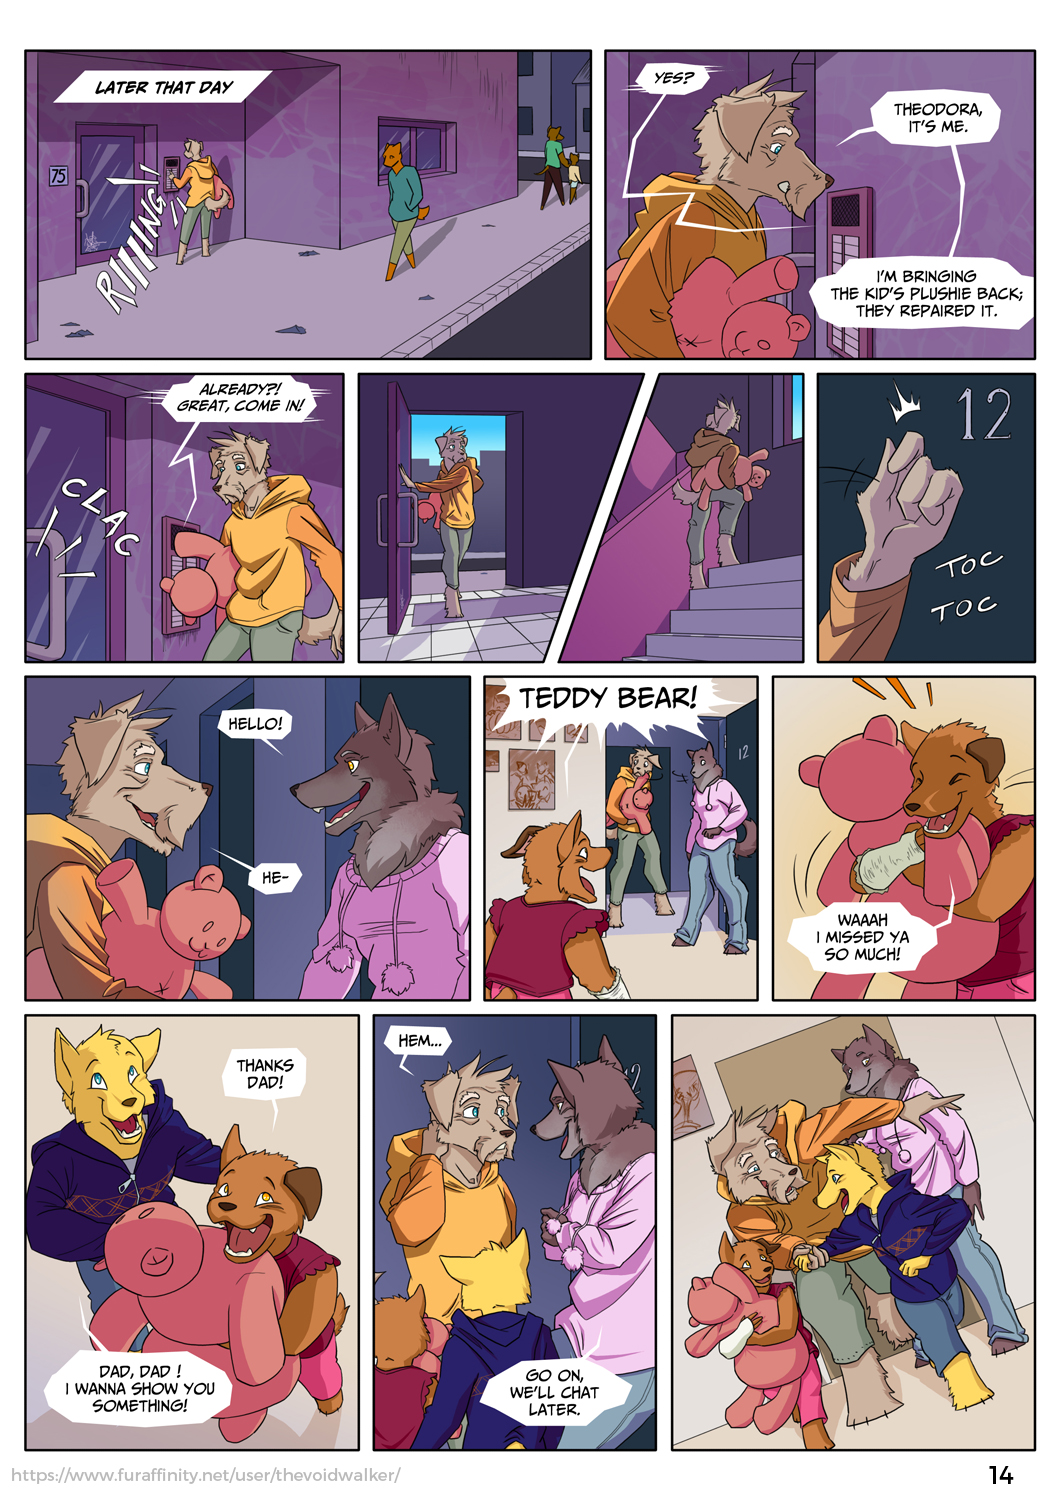 LATER THAT DAY
75
RIIIING!!
YES?
THEODORA,
IT'S ME.
I'M BRINGING
THE KID'S PLUSHIE BACK;
THEY REPAIRED IT.
ALREADY?!
GREAT, COME IN!
CLAC
12
TOC
TOC
HELLO!
HE-
TEDDY BEAR!
12
WAAAH
I MISSED YA
SO MUCH!
THANKS
DAD!
DAD, DAD !
I WANNA SHOW YOU
SOMETHING!
HEM...
12
GO ON,
WE'LL CHAT
LATER.
https://www.furaffinity.net/user/thevoidwalker/
14